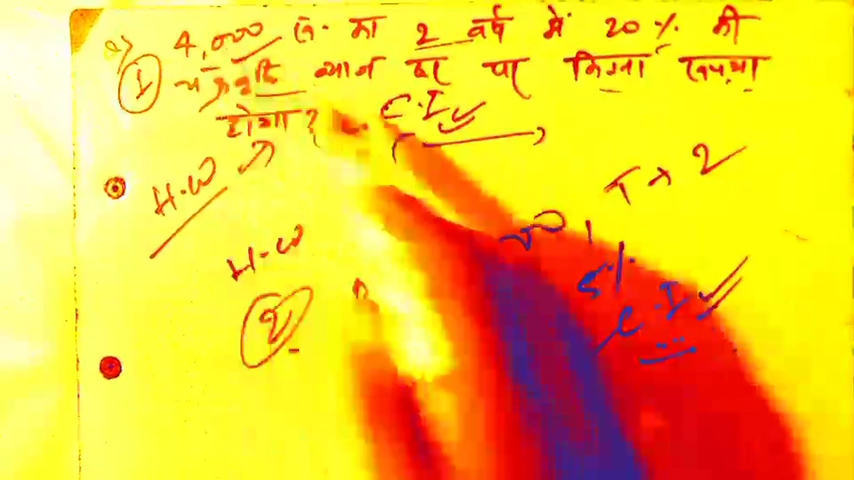 Q>
① 4,000 रु. का 2 वर्ष में 20% की
चक्रवृद्धि ब्याज दर पर कितना रुपया
होगा? C.I
H.W
T x 2
H.W
②
5%
C.I